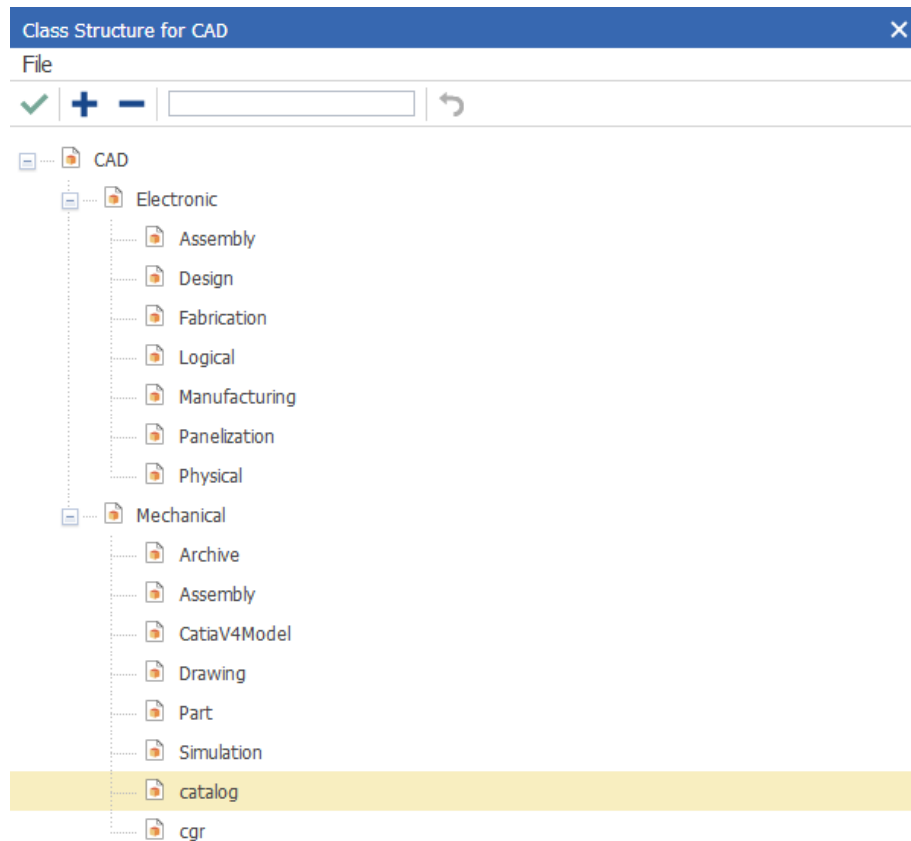 Class Structure for CAD
File
CAD
Electronic
Assembly
Design
Fabrication
Logical
Manufacturing
Panelization
Physical
Mechanical
Archive
Assembly
CatiaV4Model
Drawing
Part
Simulation
catalog
cgr